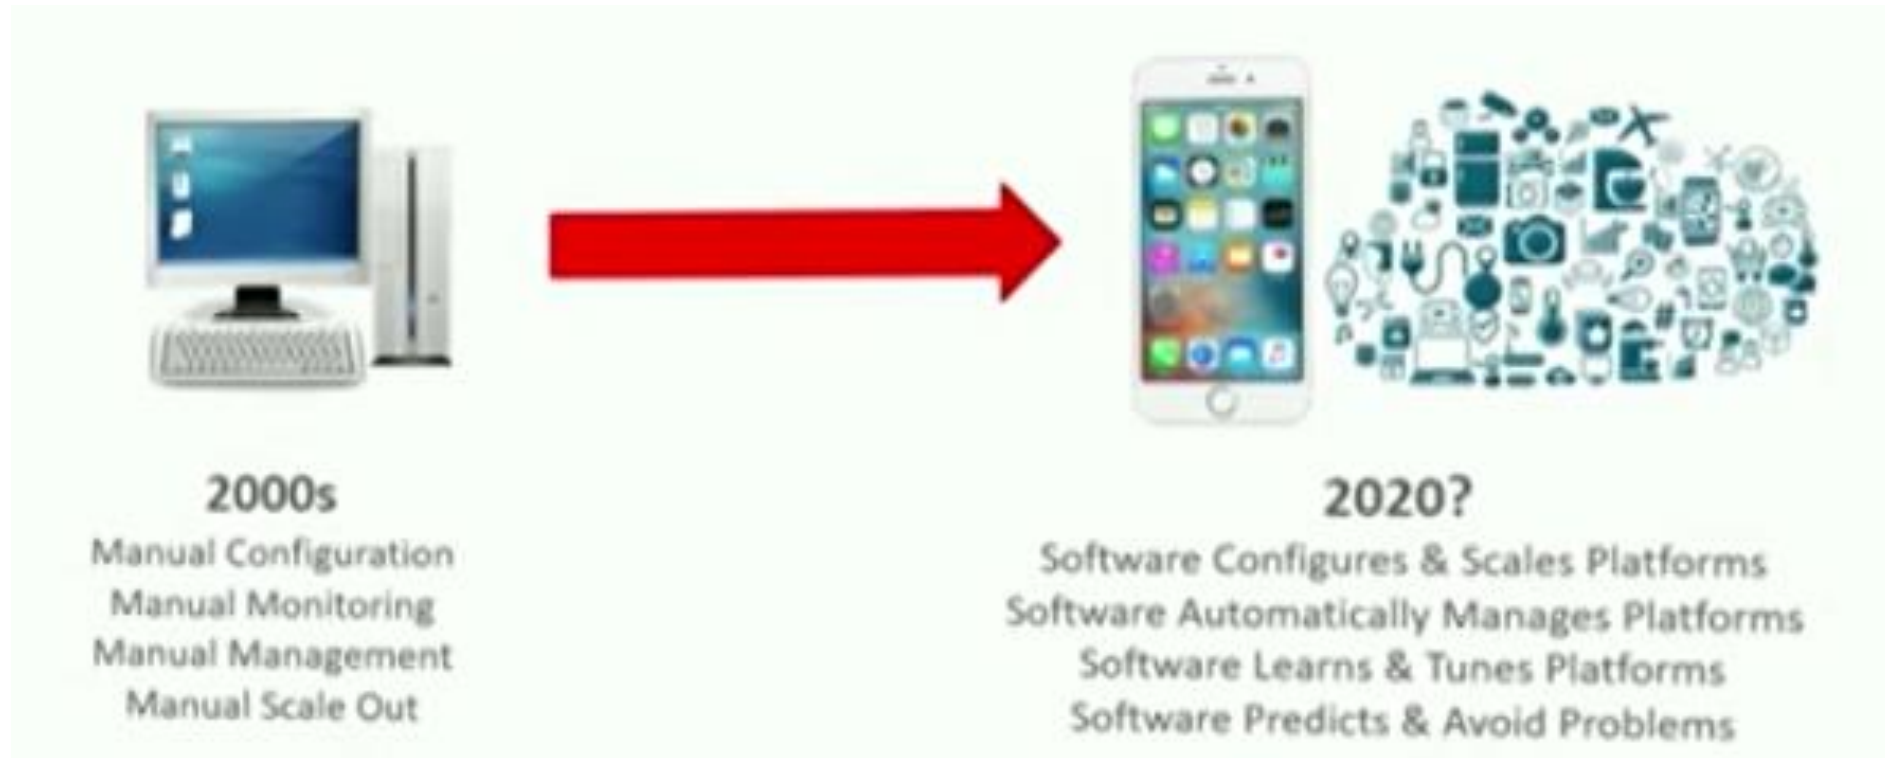 2000s
Manual Configuration
Manual Monitoring
Manual Management
Manual Scale Out
2020?
Software Configures & Scales Platforms
Software Automatically Manages Platforms
Software Learns & Tunes Platforms
Software Predicts & Avoid Problems